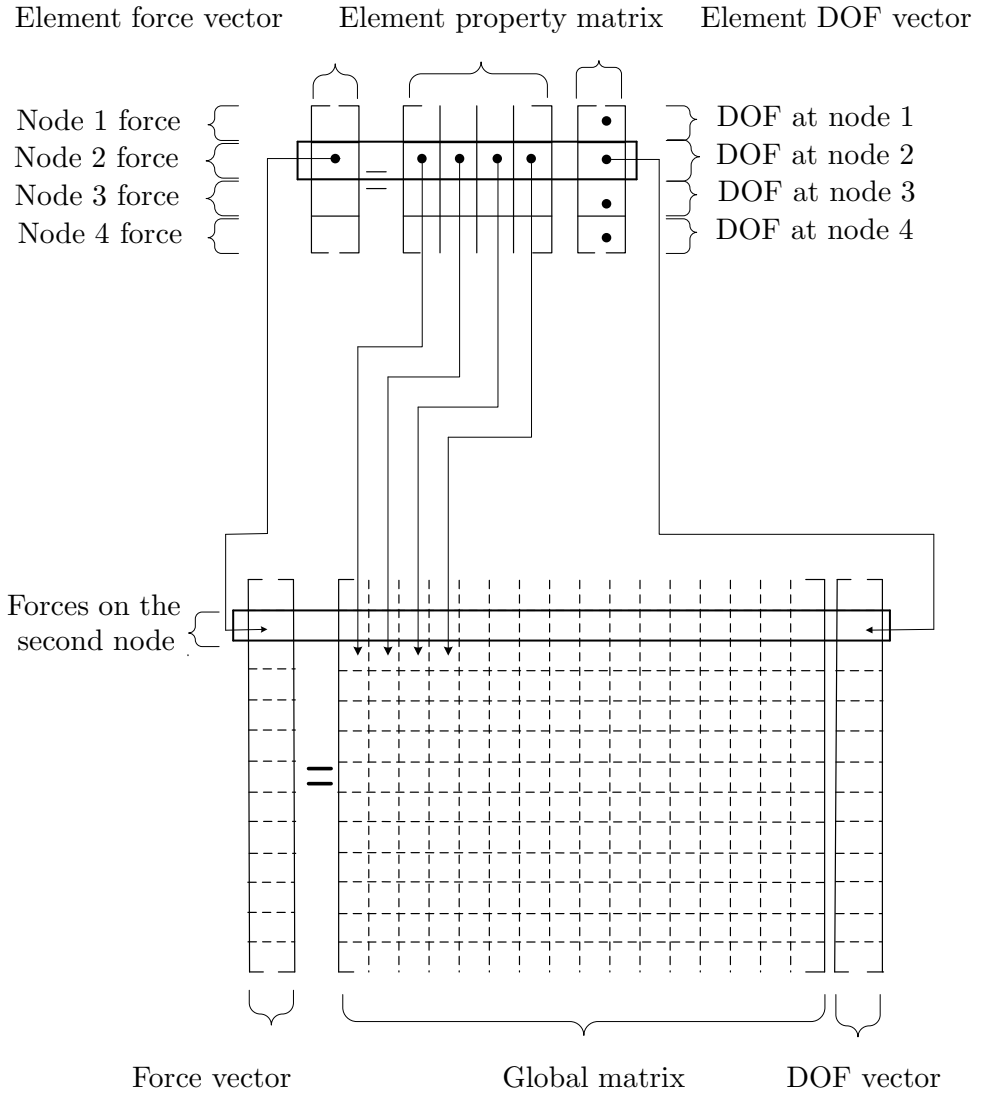 Element force vector Element property matrix Element DOF vector
Node 1 force DOF at node 1
Node 2 force DOF at node 2
Node 3 force DOF at node 3
Node 4 force DOF at node 4
=
Forces on the
second node
=
Force vector Global matrix DOF vector